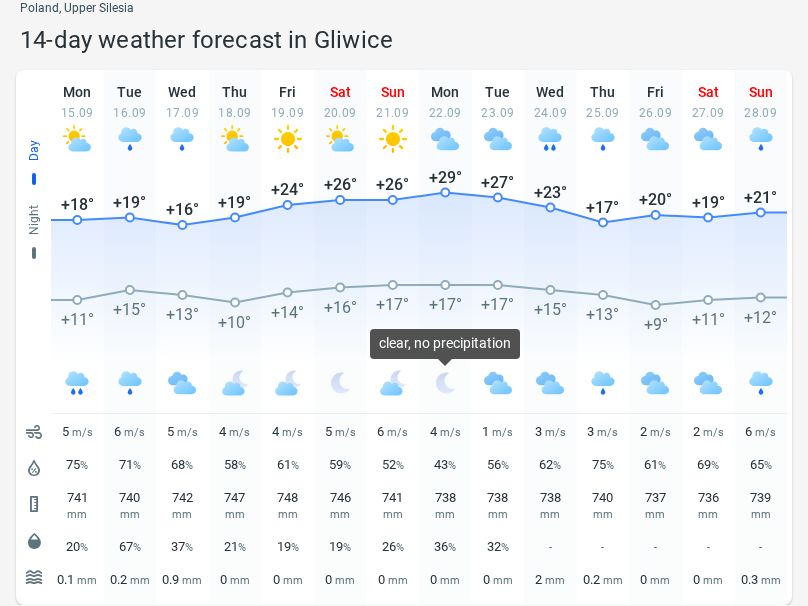 Poland, Upper Silesia
14-day weather forecast in Gliwice
Mon Tue Wed Thu Fri Sat Sun Mon Tue Wed Thu Fri Sat Sun
15.09 16.09 17.09 18.09 19.09 20.09 21.09 22.09 23.09 24.09 25.09 26.09 27.09 28.09
Day
+18° +19° +16° +19° +24° +26° +26° +29° +27° +23° +17° +20° +19° +21°
Night
+11° +15° +13° +10° +14° +16° +17° +17° +17° +15° +13° +9° +11° +12°
clear, no precipitation
5 m/s 6 m/s 5 m/s 4 m/s 4 m/s 5 m/s 6 m/s 4 m/s 1 m/s 3 m/s 3 m/s 2 m/s 2 m/s 6 m/s
75% 71% 68% 58% 61% 59% 52% 43% 56% 62% 75% 61% 69% 65%
741 740 742 747 748 746 741 738 738 738 740 737 736 739
mm mm mm mm mm mm mm mm mm mm mm mm mm mm
20% 67% 37% 21% 19% 19% 26% 36% 32% - - - - -
0.1 mm 0.2 mm 0.9 mm 0 mm 0 mm 0 mm 0 mm 0 mm 0 mm 2 mm 0.2 mm 0 mm 0 mm 0.3 mm